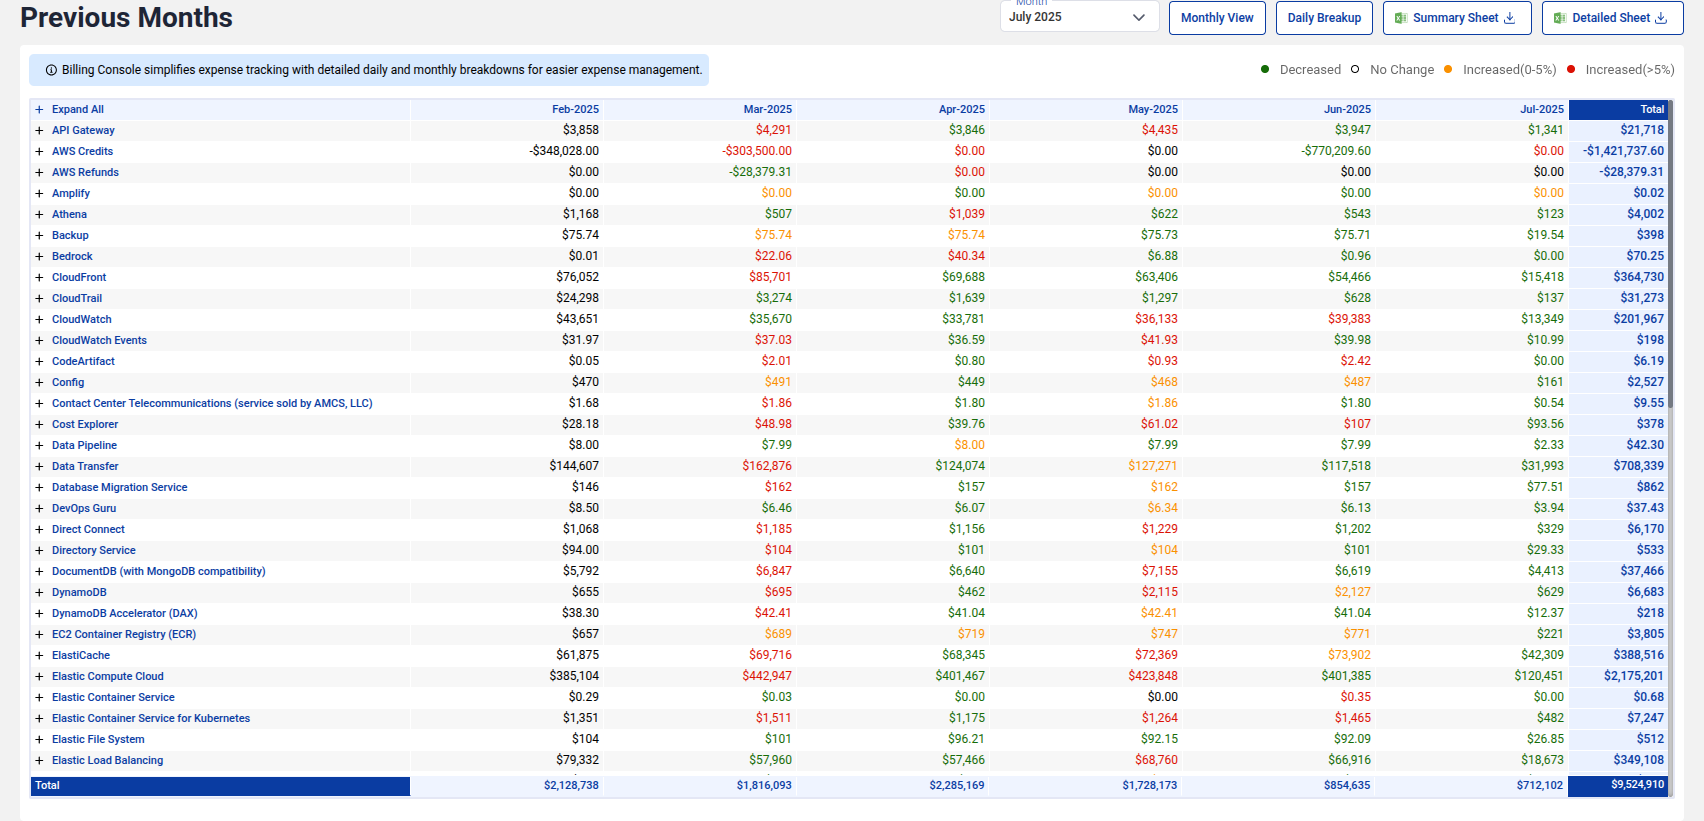 Previous Months
Month
July 2025
Monthly View
Daily Breakup
Summary Sheet
Detailed Sheet
Billing Console simplifies expense tracking with detailed daily and monthly breakdowns for easier expense management.
Decreased No Change Increased(0-5%) Increased(>5%)
+ Expand All Feb-2025 Mar-2025 Apr-2025 May-2025 Jun-2025 Jul-2025 Total
+ API Gateway $3,858 $4,291 $3,846 $4,435 $3,947 $1,341 $21,718
+ AWS Credits -$348,028.00 -$303,500.00 $0.00 $0.00 -$770,209.60 $0.00 -$1,421,737.60
+ AWS Refunds $0.00 -$28,379.31 $0.00 $0.00 $0.00 $0.00 -$28,379.31
+ Amplify $0.00 $0.00 $0.00 $0.00 $0.00 $0.00 $0.02
+ Athena $1,168 $507 $1,039 $622 $543 $123 $4,002
+ Backup $75.74 $75.74 $75.74 $75.73 $75.71 $19.54 $398
+ Bedrock $0.01 $22.06 $40.34 $6.88 $0.96 $0.00 $70.25
+ CloudFront $76,052 $85,701 $69,688 $63,406 $54,466 $15,418 $364,730
+ CloudTrail $24,298 $3,274 $1,639 $1,297 $628 $137 $31,273
+ CloudWatch $43,651 $35,670 $33,781 $36,133 $39,383 $13,349 $201,967
+ CloudWatch Events $31.97 $37.03 $36.59 $41.93 $39.98 $10.99 $198
+ CodeArtifact $0.05 $2.01 $0.80 $0.93 $2.42 $0.00 $6.19
+ Config $470 $491 $449 $468 $487 $161 $2,527
+ Contact Center Telecommunications (service sold by AMCS, LLC) $1.68 $1.86 $1.80 $1.86 $1.80 $0.54 $9.55
+ Cost Explorer $28.18 $48.98 $39.76 $61.02 $107 $93.56 $378
+ Data Pipeline $8.00 $7.99 $8.00 $7.99 $7.99 $2.33 $42.30
+ Data Transfer $144,607 $162,876 $124,074 $127,271 $117,518 $31,993 $708,339
+ Database Migration Service $146 $162 $157 $162 $157 $77.51 $862
+ DevOps Guru $8.50 $6.46 $6.07 $6.34 $6.13 $3.94 $37.43
+ Direct Connect $1,068 $1,185 $1,156 $1,229 $1,202 $329 $6,170
+ Directory Service $94.00 $104 $101 $104 $101 $29.33 $533
+ DocumentDB (with MongoDB compatibility) $5,792 $6,847 $6,640 $7,155 $6,619 $4,413 $37,466
+ DynamoDB $655 $695 $462 $2,115 $2,127 $629 $6,683
+ DynamoDB Accelerator (DAX) $38.30 $42.41 $41.04 $42.41 $41.04 $12.37 $218
+ EC2 Container Registry (ECR) $657 $689 $719 $747 $771 $221 $3,805
+ ElastiCache $61,875 $69,716 $68,345 $72,369 $73,902 $42,309 $388,516
+ Elastic Compute Cloud $385,104 $442,947 $401,467 $423,848 $401,385 $120,451 $2,175,201
+ Elastic Container Service $0.29 $0.03 $0.00 $0.00 $0.35 $0.00 $0.68
+ Elastic Container Service for Kubernetes $1,351 $1,511 $1,175 $1,264 $1,465 $482 $7,247
+ Elastic File System $104 $101 $96.21 $92.15 $92.09 $26.85 $512
+ Elastic Load Balancing $79,332 $57,960 $57,466 $68,760 $66,916 $18,673 $349,108
Total $2,128,738 $1,816,093 $2,285,169 $1,728,173 $854,635 $712,102 $9,524,910